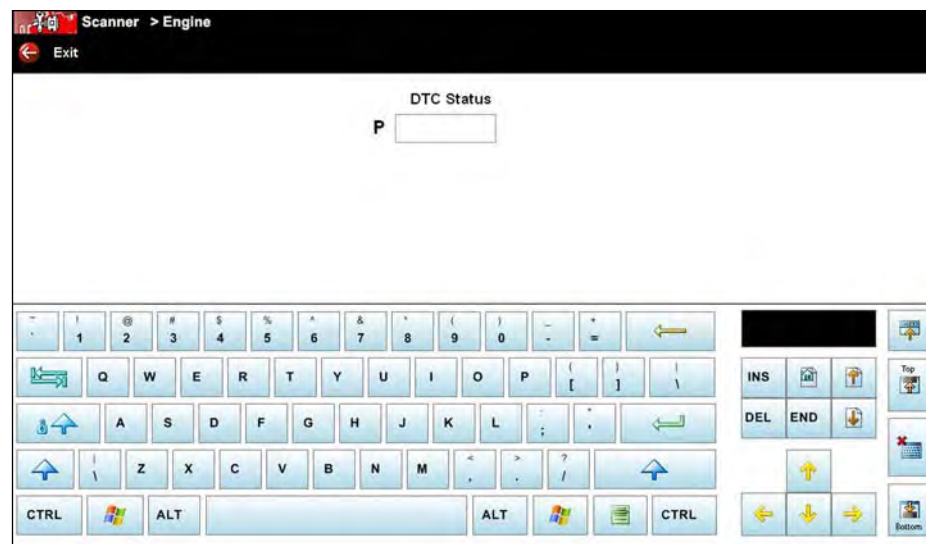 Scanner > Engine
Exit
DTC Status
P
~ ! @ # $ % ^ & * ( ) _ +
` 1 2 3 4 5 6 7 8 9 0 - =
Q W E R T Y U I O P [ ] \
INS
Top
A S D F G H J K L ; '
DEL END
\ Z X C V B N M , . /
< > ?
CTRL ALT ALT CTRL
Bottom